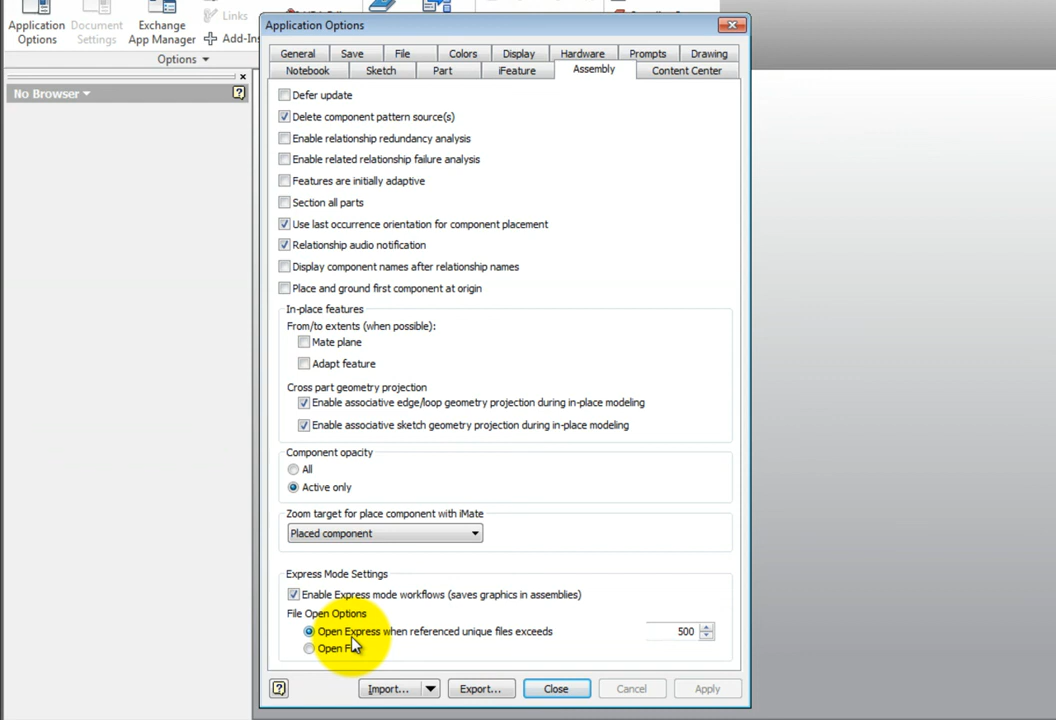 Application Options
Document Settings
Exchange App Manager
Links
Add-Ins
Options
No Browser
Application Options
General Save File Colors Display Hardware Prompts Drawing
Notebook Sketch Part iFeature Assembly Content Center
Defer update
Delete component pattern source(s)
Enable relationship redundancy analysis
Enable related relationship failure analysis
Features are initially adaptive
Section all parts
Use last occurrence orientation for component placement
Relationship audio notification
Display component names after relationship names
Place and ground first component at origin
In-place features
From/to extents (when possible):
Mate plane
Adapt feature
Cross part geometry projection
Enable associative edge/loop geometry projection during in-place modeling
Enable associative sketch geometry projection during in-place modeling
Component opacity
All
Active only
Zoom target for place component with iMate
Placed component
Express Mode Settings
Enable Express mode workflows (saves graphics in assemblies)
File Open Options
Open Express when referenced unique files exceeds 500
Open
Import... Export... Close Cancel Apply